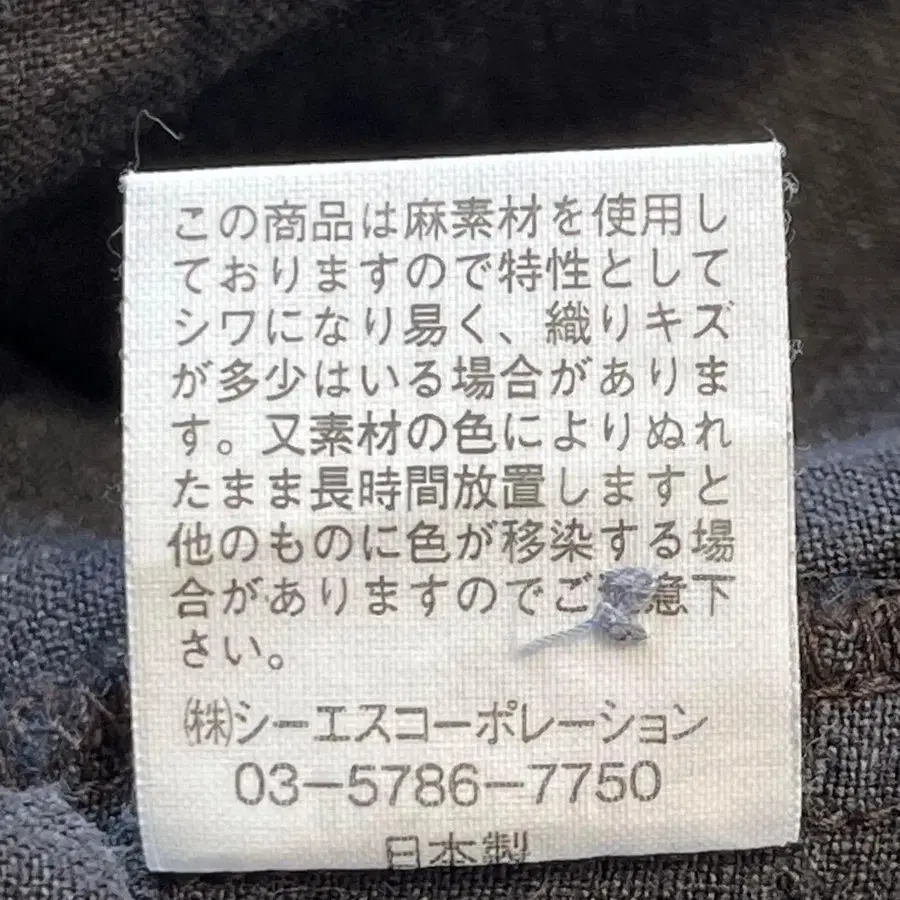 この商品は麻素材を使用し
ておりますので特性として
シワになり易く、織りキズ
が多少はいる場合がありま
す。又素材の色によりぬれ
たまま長時間放置しますと
他のものに色が移染する場
合がありますのでご意下
さい。
㈱シーエスコーポレーション
03-5786-7750
日本製